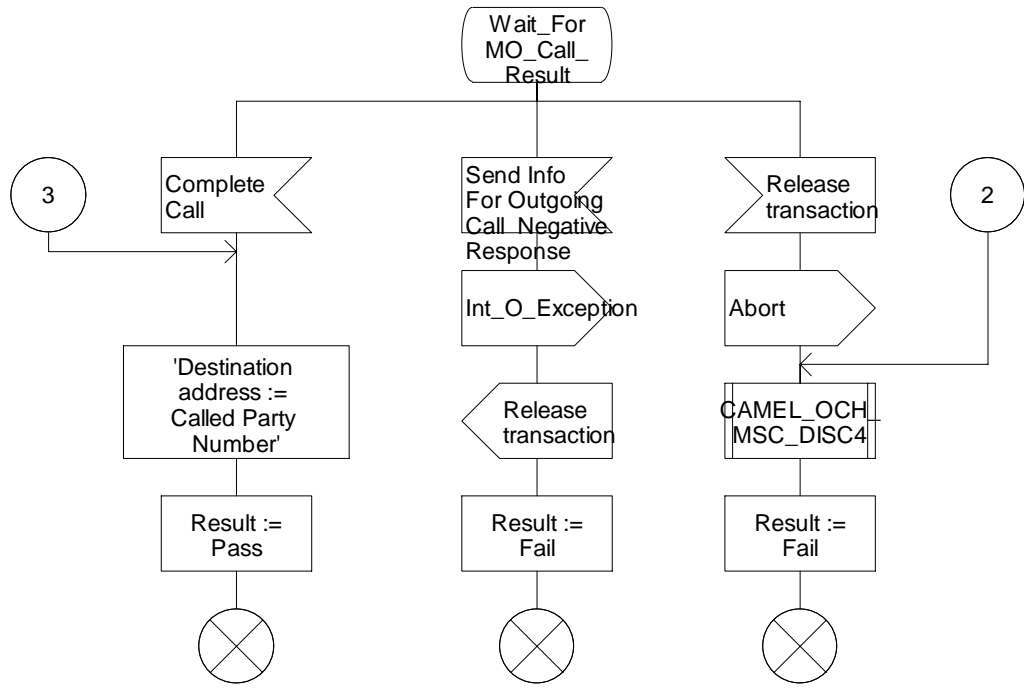 Wait_For
MO_Call_
Result
3
Complete
Call
Send Info
For Outgoing
Call Negative
Response
Release
transaction
2
Int_O_Exception
Abort
'Destination
address :=
Called Party
Number'
Release
transaction
CAMEL_OCH_
MSC_DISC4
Result :=
Pass
Result :=
Fail
Result :=
Fail